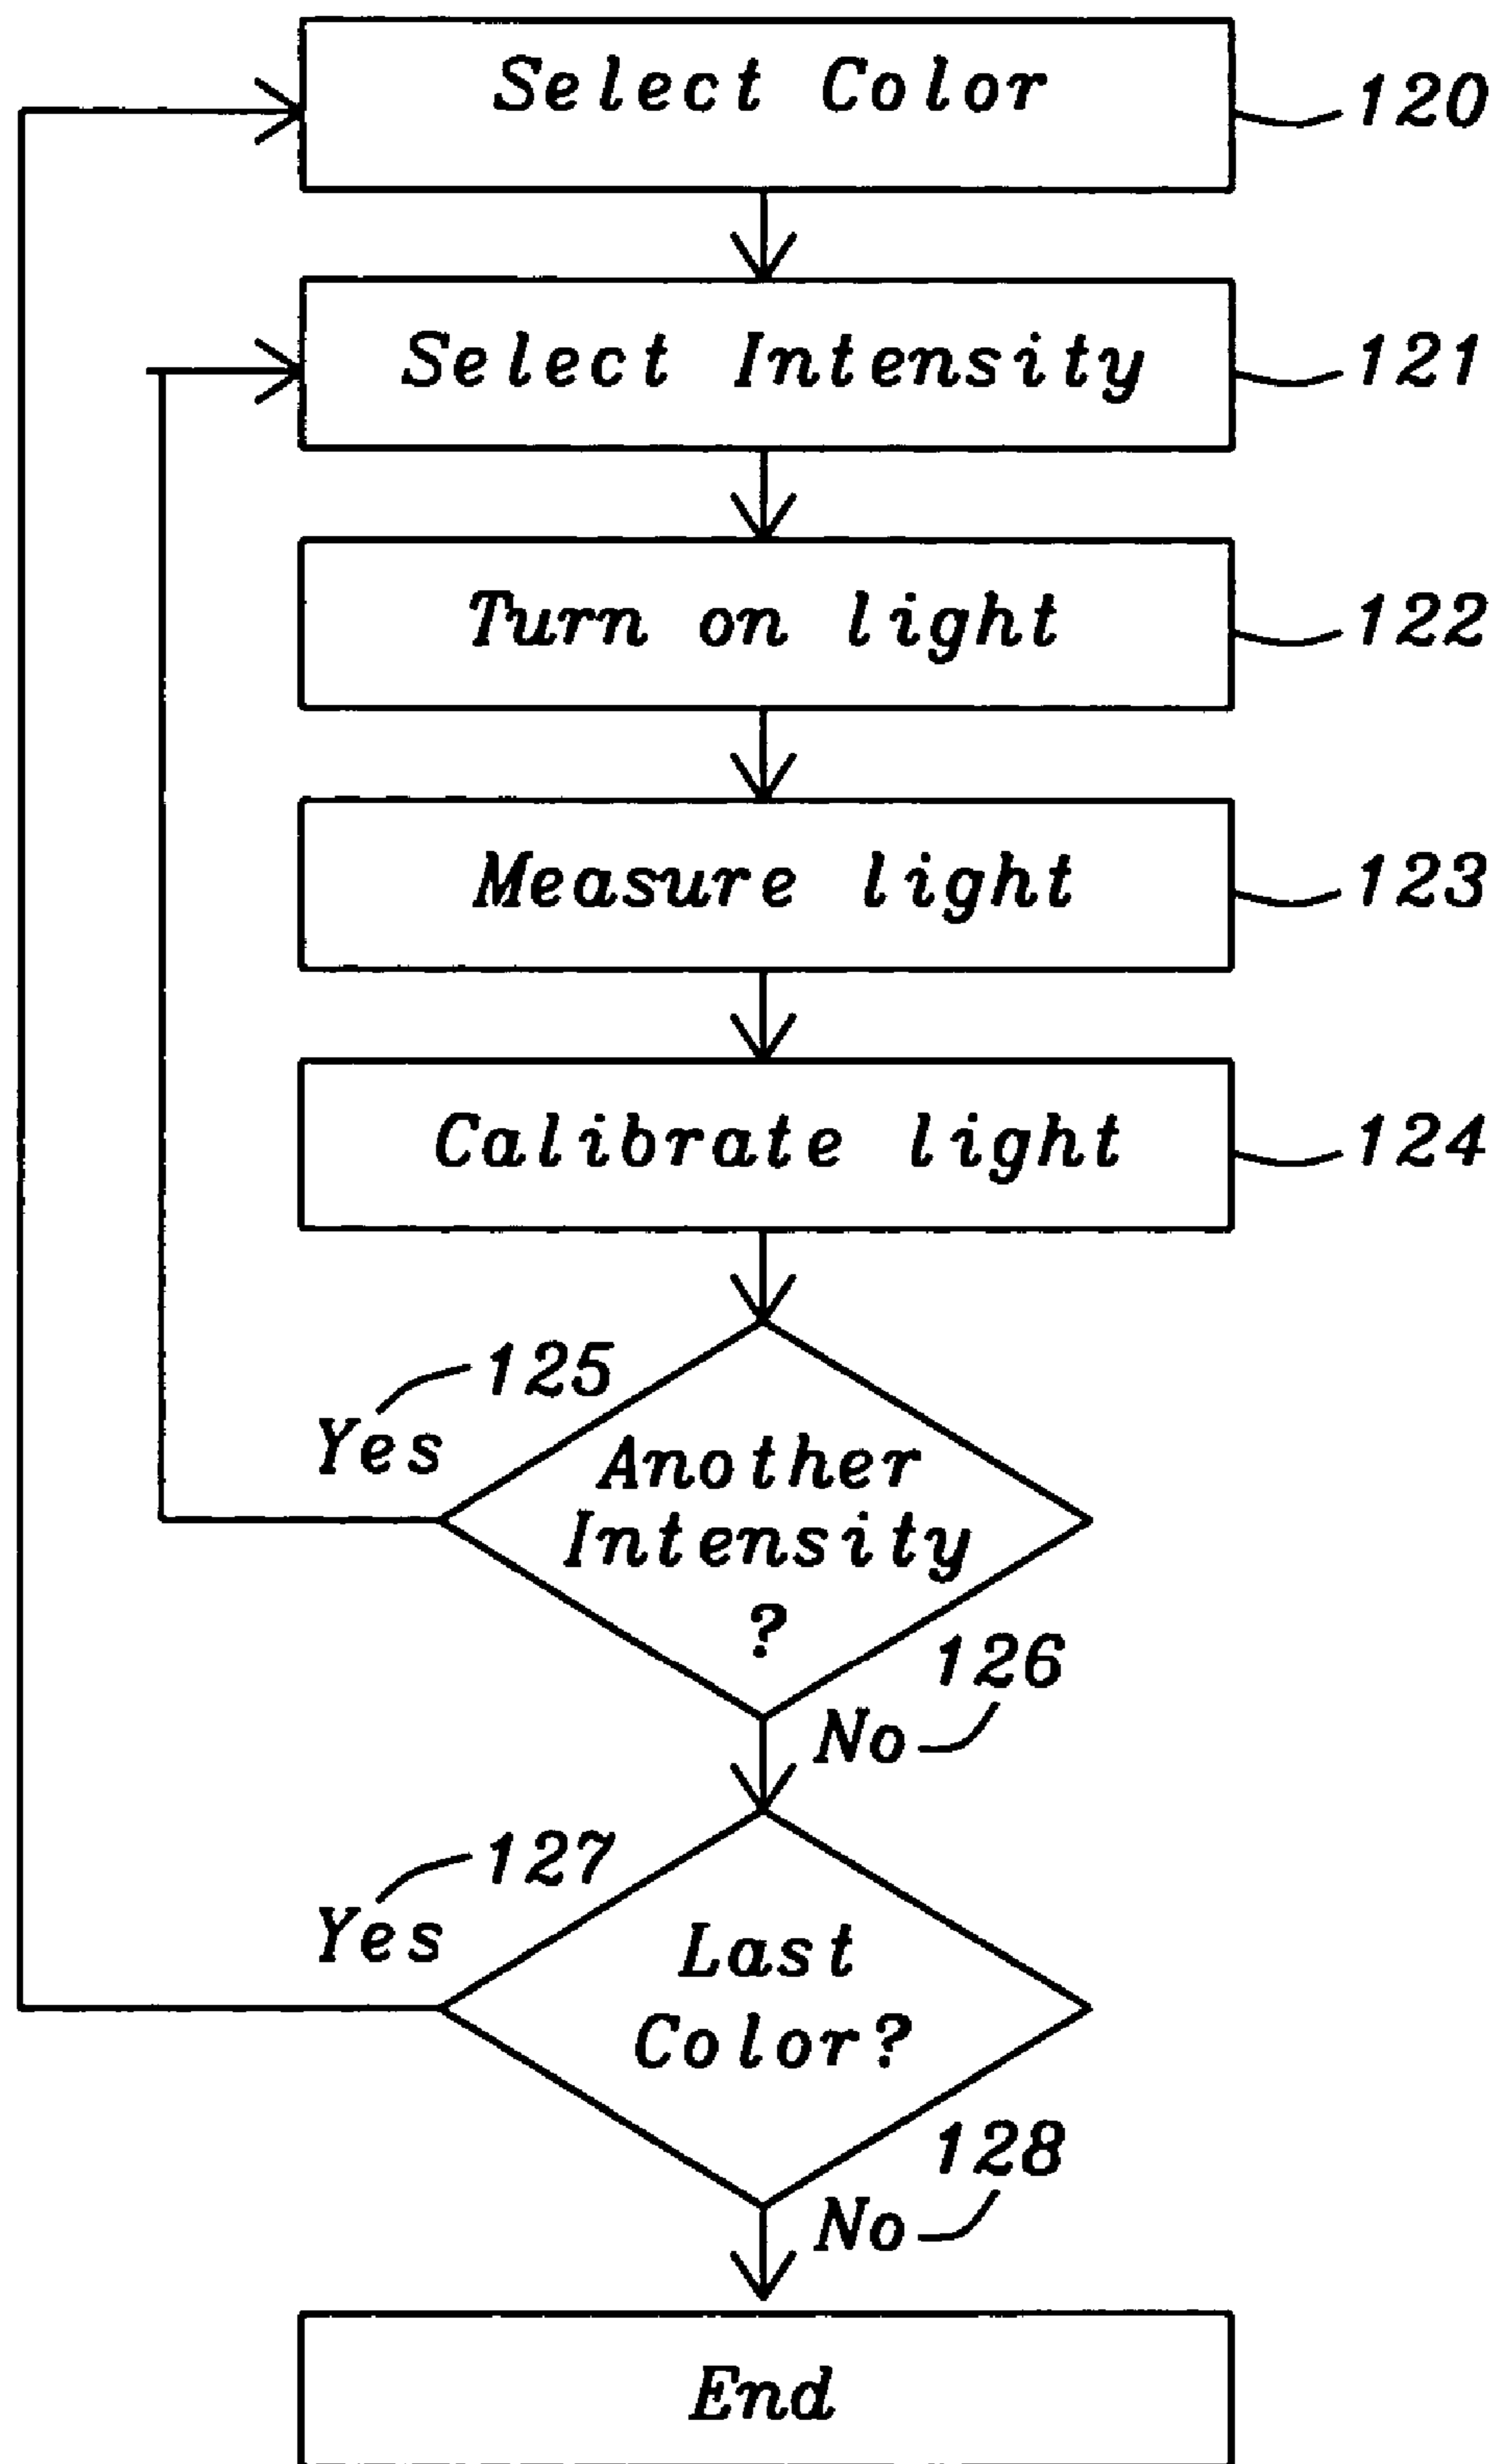 Select Color
120
Select Intensity
121
Turn on light
122
Measure light
123
Calibrate light
124
125
Yes
Another
Intensity
?
126
No
127
Yes
Last
Color?
128
No
End